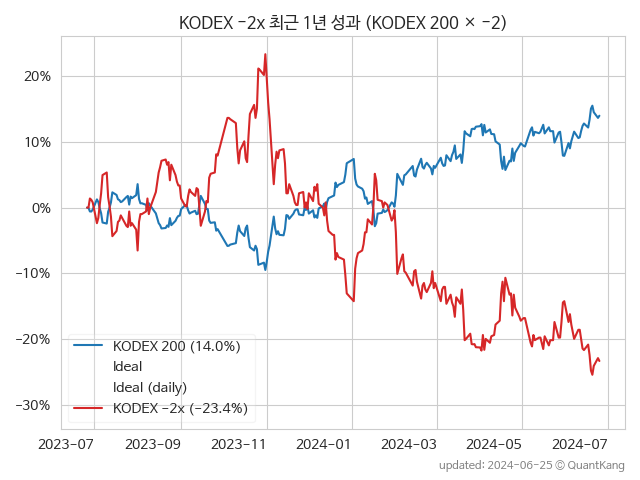 KODEX −2x 최근 1년 성과 (KODEX 200 × −2)
20%
10%
0%
−10%
−20%
−30%
KODEX 200 (14.0%)
Ideal
Ideal (daily)
KODEX −2x (−23.4%)
2023-07 2023-09 2023-11 2024-01 2024-03 2024-05 2024-07
updated: 2024-06-25 © QuantKang